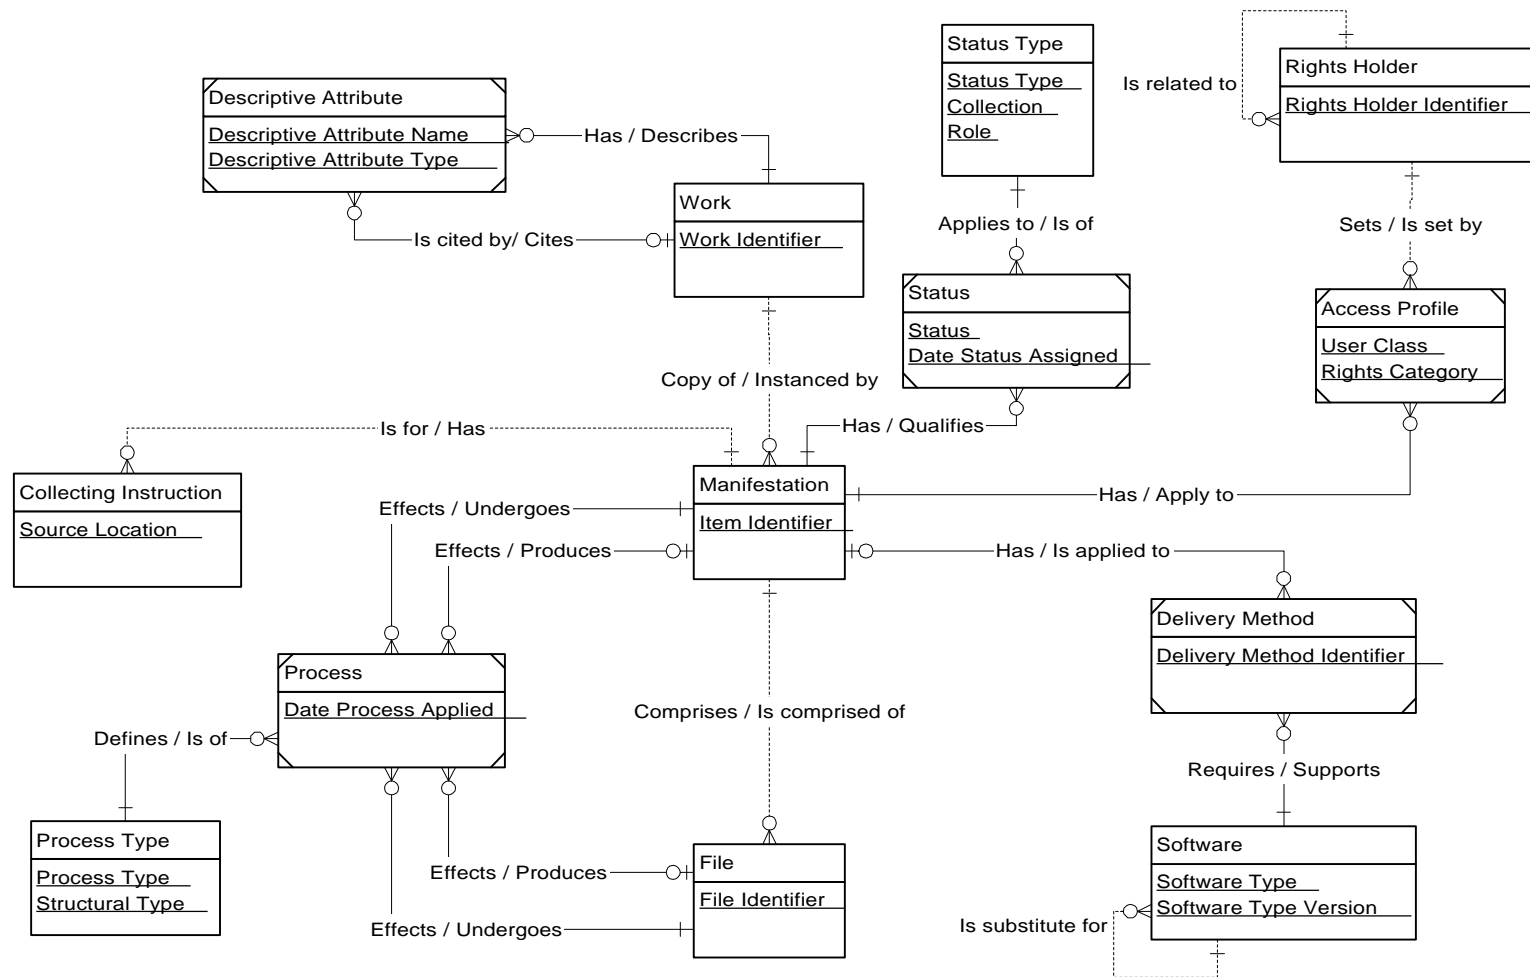 Status Type
Status Type
Collection
Role
Rights Holder
Rights Holder Identifier
Is related to
Descriptive Attribute
Descriptive Attribute Name
Descriptive Attribute Type
Has / Describes
Work
Work Identifier
Is cited by/ Cites
Applies to / Is of
Sets / Is set by
Status
Status
Date Status Assigned
Access Profile
User Class
Rights Category
Copy of / Instanced by
Is for / Has
Has / Qualifies
Collecting Instruction
Source Location
Manifestation
Item Identifier
Effects / Undergoes
Effects / Produces
Has / Apply to
Has / Is applied to
Delivery Method
Delivery Method Identifier
Process
Date Process Applied
Comprises / Is comprised of
Defines / Is of
Requires / Supports
Process Type
Process Type
Structural Type
Effects / Produces
Effects / Undergoes
File
File Identifier
Software
Software Type
Software Type Version
Is substitute for